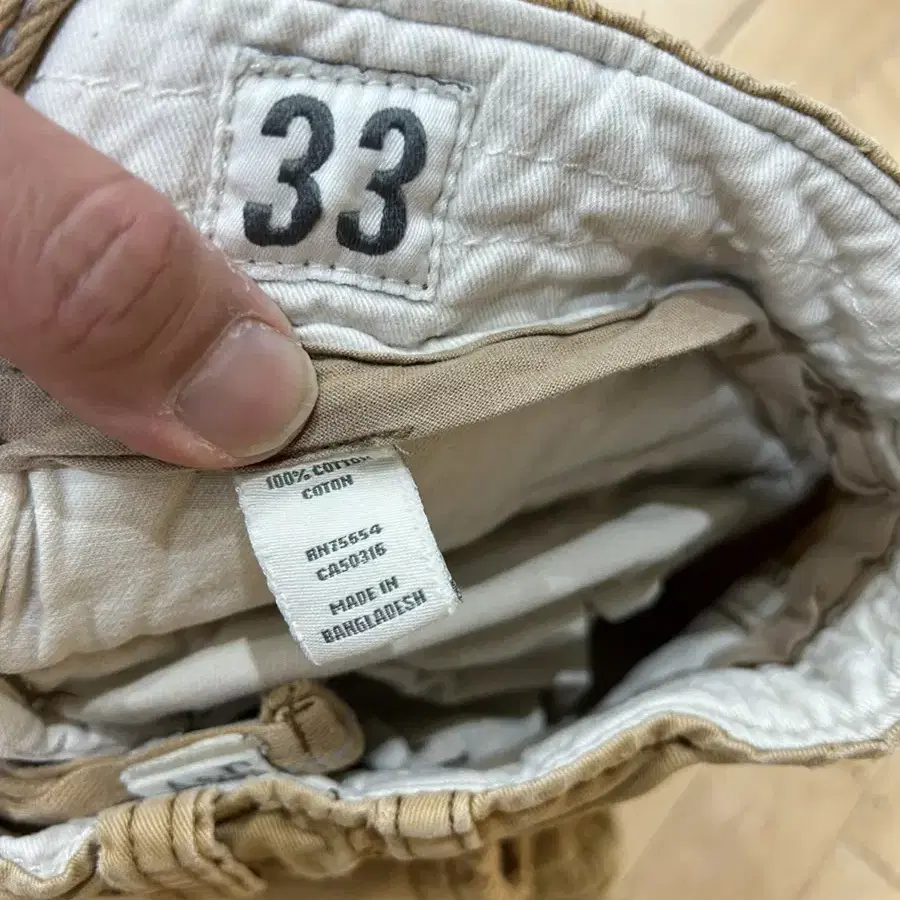 33
100% COTTON
COTON
RN75654
CA50316
MADE IN
BANGLADESH